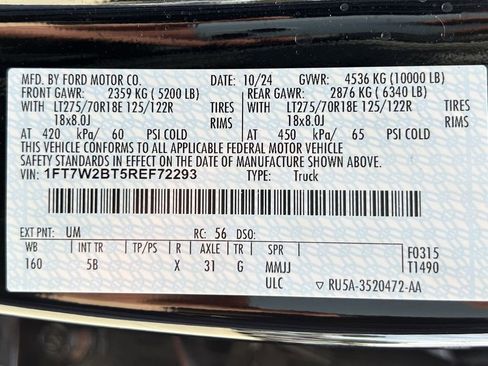 MFD. BY FORD MOTOR CO. 10/24 GVWR: 4536 KG (10000 LB)
FRONT GAWR: 2359 KG (5200 LB) REAR GAWR: 2876 KG (6340 LB)
WITH LT275/70R18E 125/122R TIRES WITH LT275/70R18E 125/122R TIRES
18x8.0J RIMS 18x8.0J RIMS
AT 420 kPa/ 60 PSI COLD AT 450 kPa/ 65 PSI COLD
THIS VEHICLE CONFORMS TO ALL APPLICABLE FEDERAL MOTOR VEHICLE
SAFETY STANDARDS IN EFFECT ON THE DATE OF MANUFACTURE SHOWN ABOVE.
VIN: 1FT7W2BT5REF72293 TYPE: Truck
EXT PNT: UM RC: 56 DSO:
WB INT TR TP/PS R AXLE TR SPR F0315
160 5B X 31 G MMJJ T1490
ULC ▽ RU5A-3520472-AA